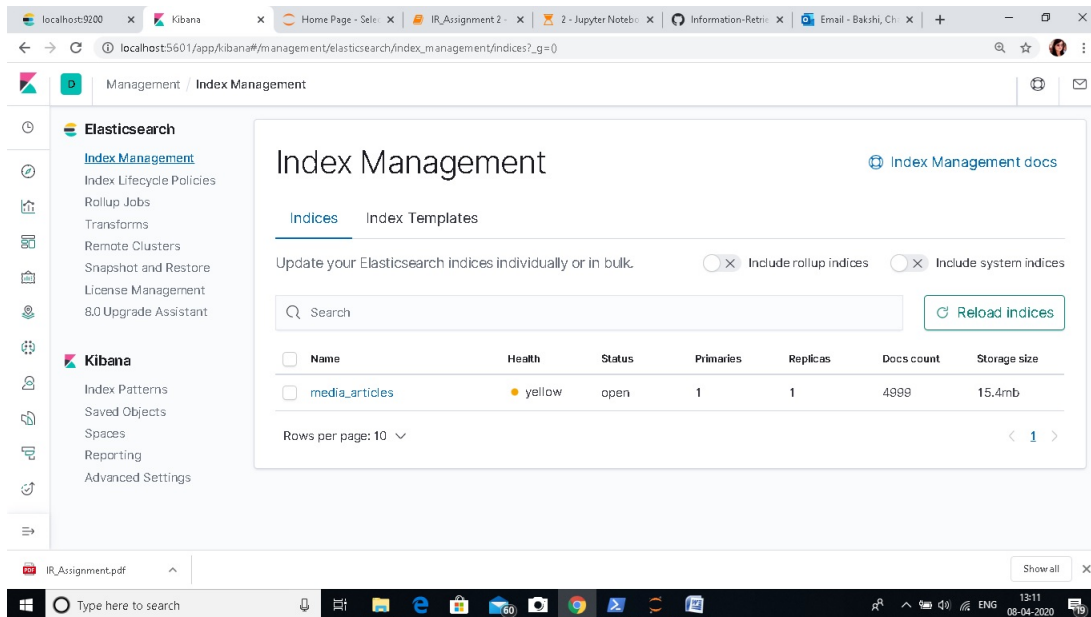 localhost:9200
Kibana
Home Page - Sele
IR_Assignment 2 -
2 - Jupyter Notebo
Information-Retrie
Email - Bakshi, Ch
localhost:5601/app/kibana#/management/elasticsearch/index_management/indices?_g=()
D
Management / Index Management
Elasticsearch
Index Management
Index Lifecycle Policies
Rollup Jobs
Transforms
Remote Clusters
Snapshot and Restore
License Management
8.0 Upgrade Assistant
Kibana
Index Patterns
Saved Objects
Spaces
Reporting
Advanced Settings
Index Management
Index Management docs
Indices Index Templates
Update your Elasticsearch indices individually or in bulk.
Include rollup indices
Include system indices
Search
Reload indices
Name Health Status Primaries Replicas Docs count Storage size
media_articles yellow open 1 1 4999 15.4mb
Rows per page: 10
1
PDF
IR_Assignment.pdf
Show all
Type here to search
60
ENG
13:11
08-04-2020
19